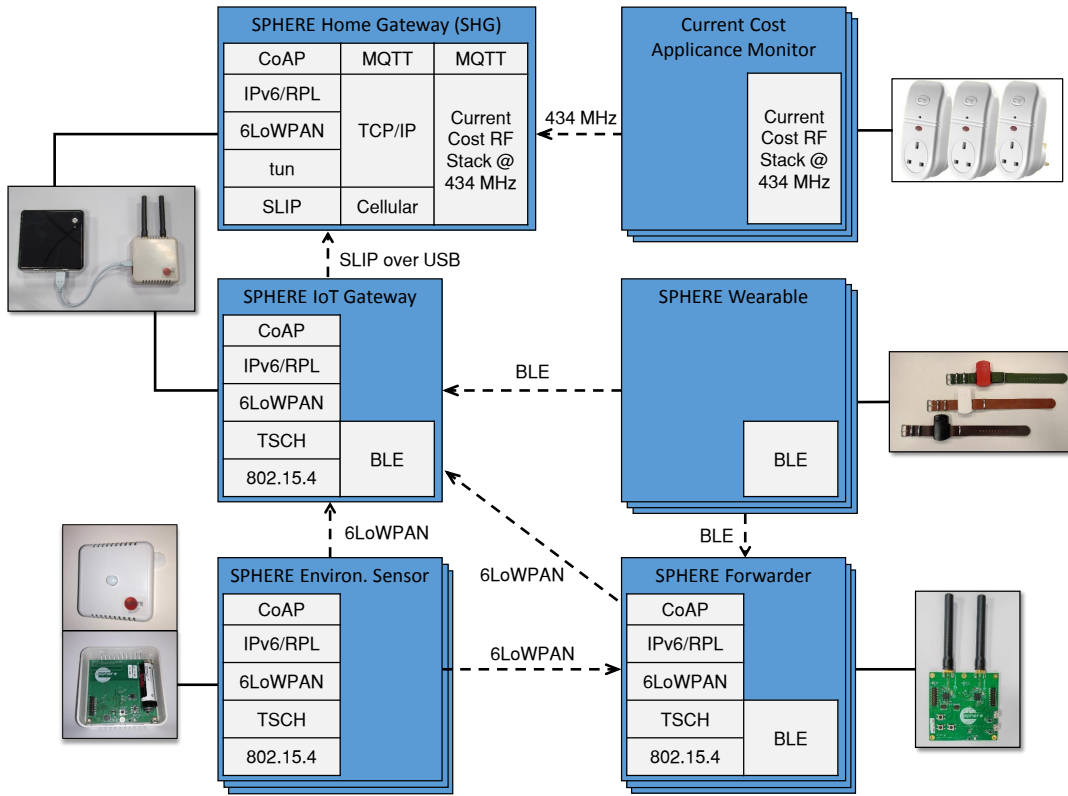 SPHERE Home Gateway (SHG)
CoAP
MQTT
MQTT
IPv6/RPL
6LoWPAN
tun
SLIP
TCP/IP
Cellular
Current
Cost RF
Stack @
434 MHz
434 MHz
Current Cost
Applicance Monitor
Current
Cost RF
Stack @
434 MHz
SLIP over USB
SPHERE IoT Gateway
CoAP
IPv6/RPL
6LoWPAN
TSCH
802.15.4
BLE
BLE
SPHERE Wearable
BLE
6LoWPAN
6LoWPAN
BLE
SPHERE Environ. Sensor
CoAP
IPv6/RPL
6LoWPAN
TSCH
802.15.4
6LoWPAN
SPHERE Forwarder
CoAP
IPv6/RPL
6LoWPAN
TSCH
802.15.4
BLE
sphere